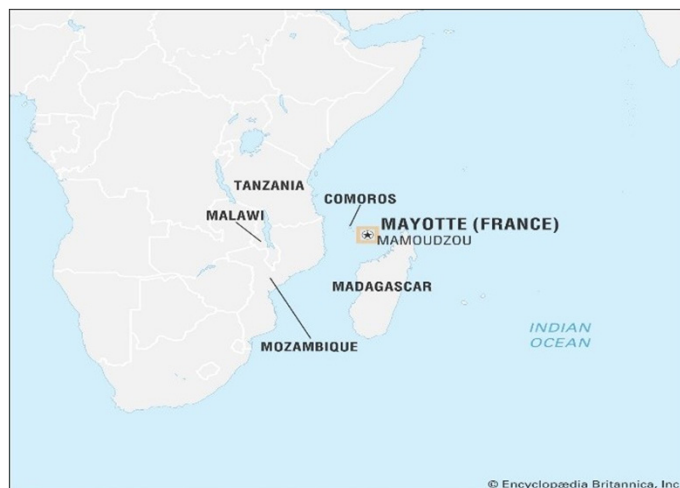 TANZANIA
COMOROS
MALAWI
MAYOTTE (FRANCE)
MAMOUDZOU
MADAGASCAR
INDIAN
OCEAN
MOZAMBIQUE
© Encyclopædia Britannica, Inc